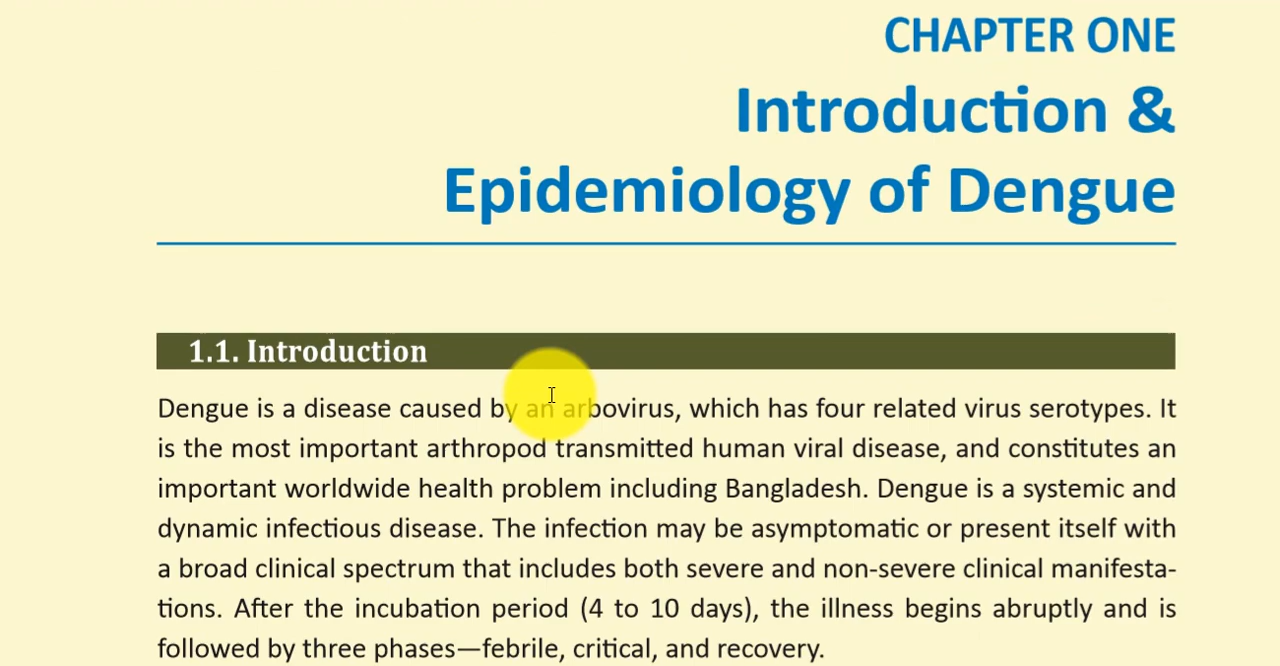 CHAPTER ONE
Introduction &
Epidemiology of Dengue
1.1. Introduction
Dengue is a disease caused by an arbovirus, which has four related virus serotypes. It
is the most important arthropod transmitted human viral disease, and constitutes an
important worldwide health problem including Bangladesh. Dengue is a systemic and
dynamic infectious disease. The infection may be asymptomatic or present itself with
a broad clinical spectrum that includes both severe and non-severe clinical manifesta-
tions. After the incubation period (4 to 10 days), the illness begins abruptly and is
followed by three phases—febrile, critical, and recovery.